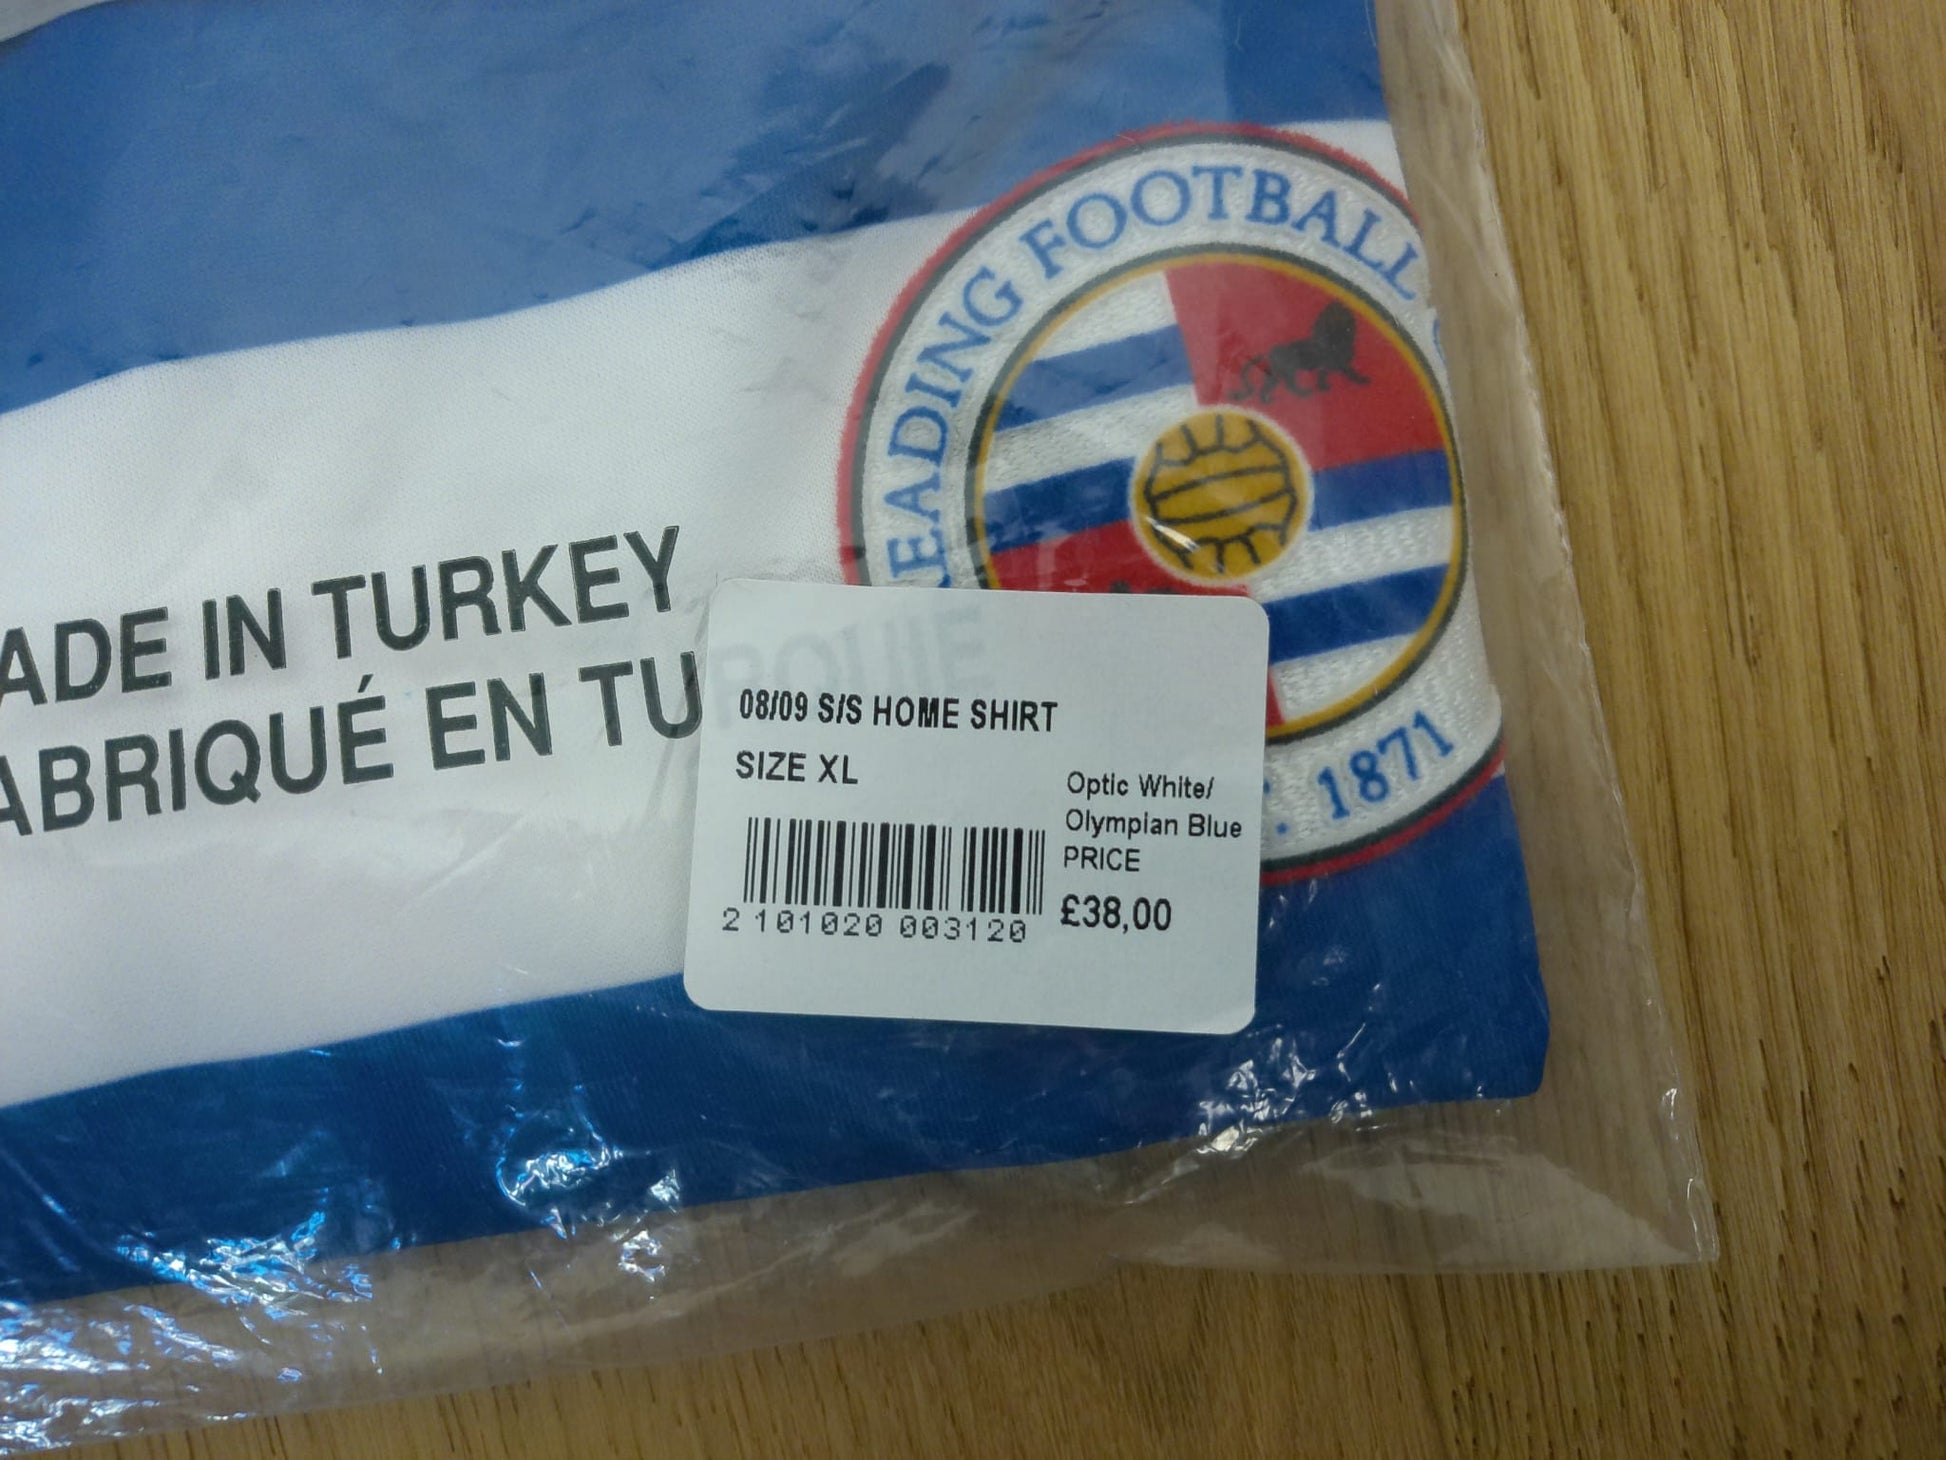 READING FOOTBALL
1871
ADE IN TURKEY
ABRIQUÉ EN TURQUIE
08/09 S/S HOME SHIRT
SIZE XL
Optic White/
Olympian Blue
PRICE
£38,00
2 101020 003120